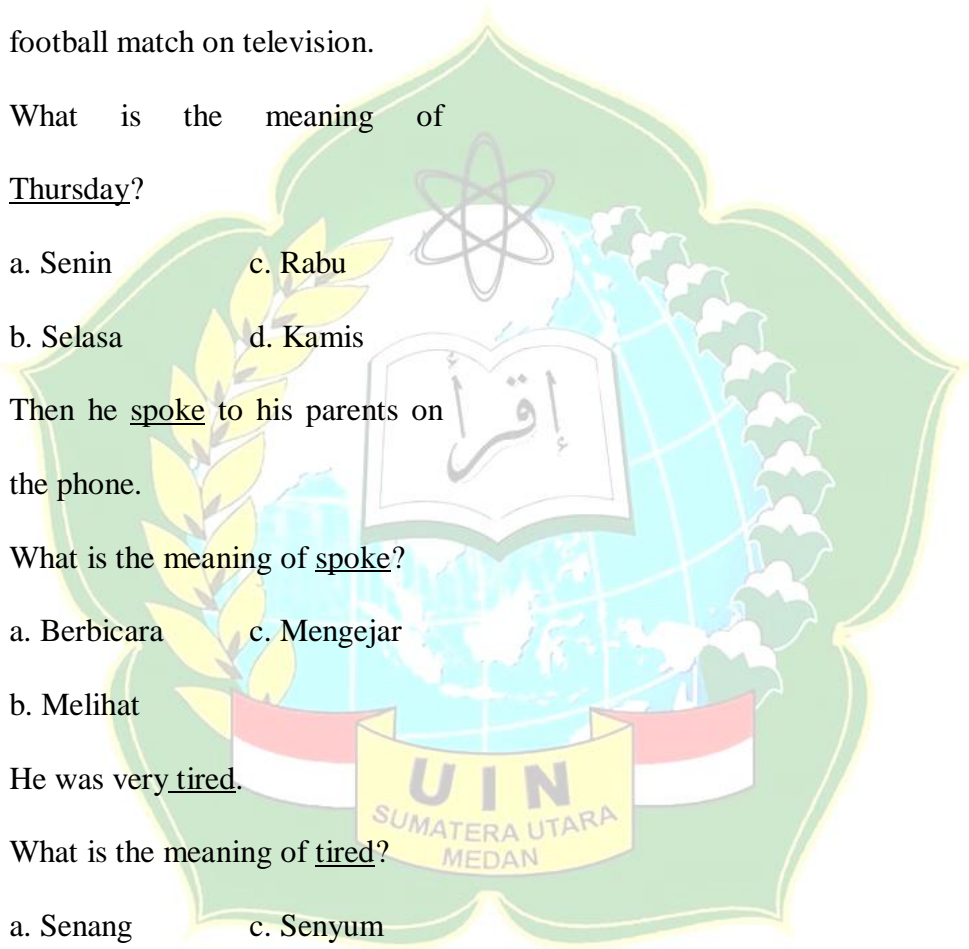 football match on television.
What is the meaning of
Thursday?
a. Senin c. Rabu
b. Selasa d. Kamis
Then he spoke to his parents on
the phone.
What is the meaning of spoke?
a. Berbicara c. Mengejar
b. Melihat
He was very tired.
What is the meaning of tired?
a. Senang c. Senyum
إقرأ
UIN
SUMATERA UTARA
MEDAN